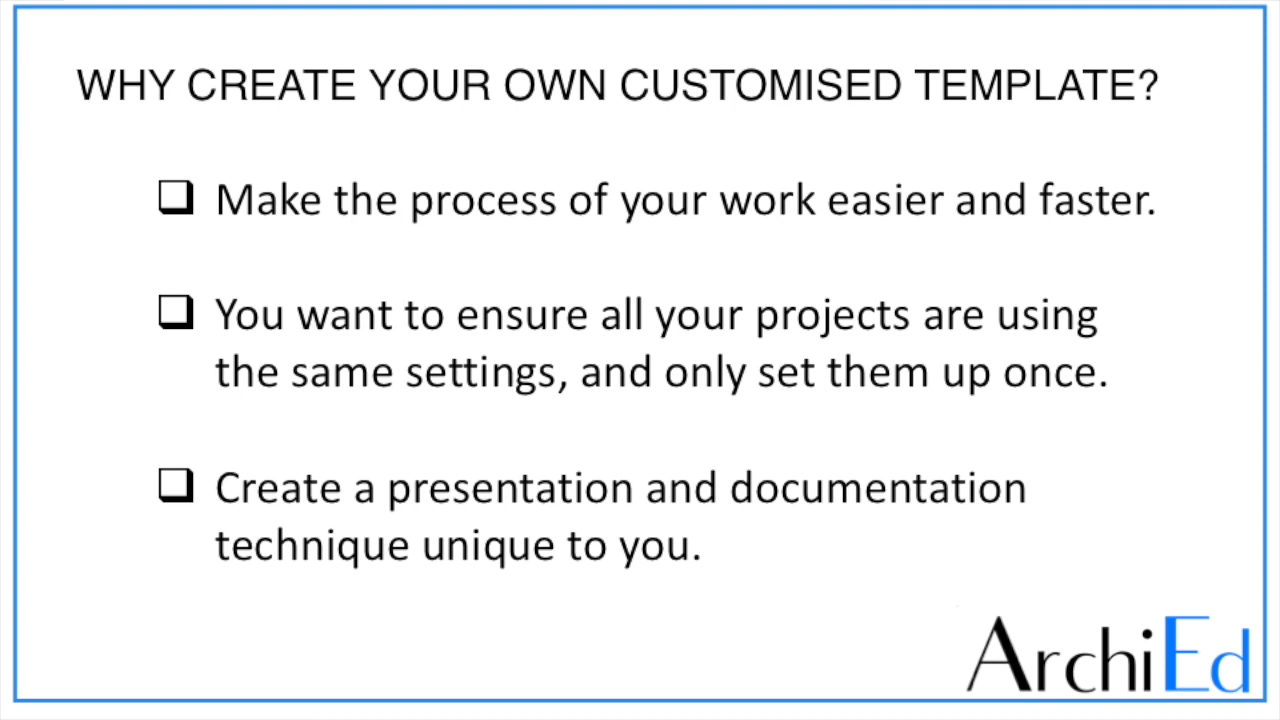 WHY CREATE YOUR OWN CUSTOMISED TEMPLATE?
Make the process of your work easier and faster.
You want to ensure all your projects are using
the same settings, and only set them up once.
Create a presentation and documentation
technique unique to you.
ArchiEd